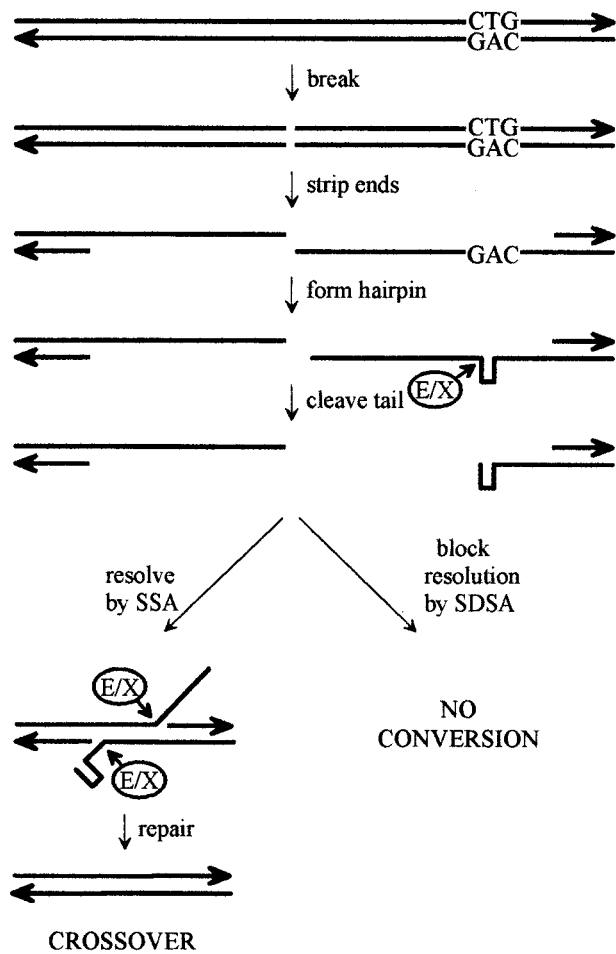 CTG
GAC
break
CTG
GAC
strip ends
GAC
form hairpin
E/X
cleave tail
resolve
by SSA
block
resolution
by SDSA
E/X
E/X
NO
CONVERSION
repair
CROSSOVER